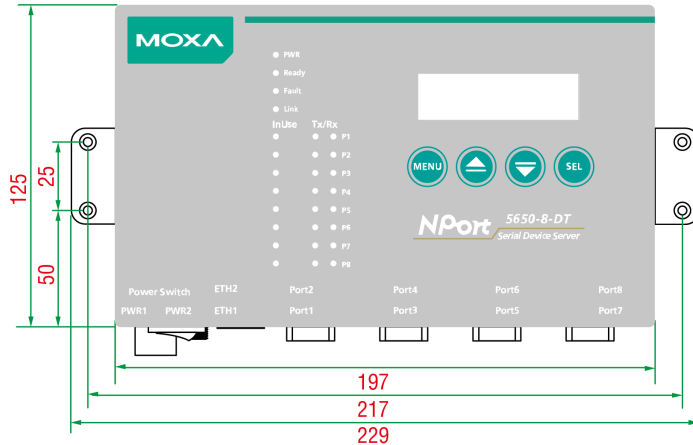 MOXA
PWR
Ready
Fault
Link
InUse Tx/Rx
P1
P2
P3
P4
P5
P6
P7
P8
MENU
SEL
NPort 5650-8-DT
Serial Device Server
125
25
50
Power Switch ETH2 Port2 Port4 Port6 Port8
PWR1 PWR2 ETH1 Port1 Port3 Port5 Port7
197
217
229